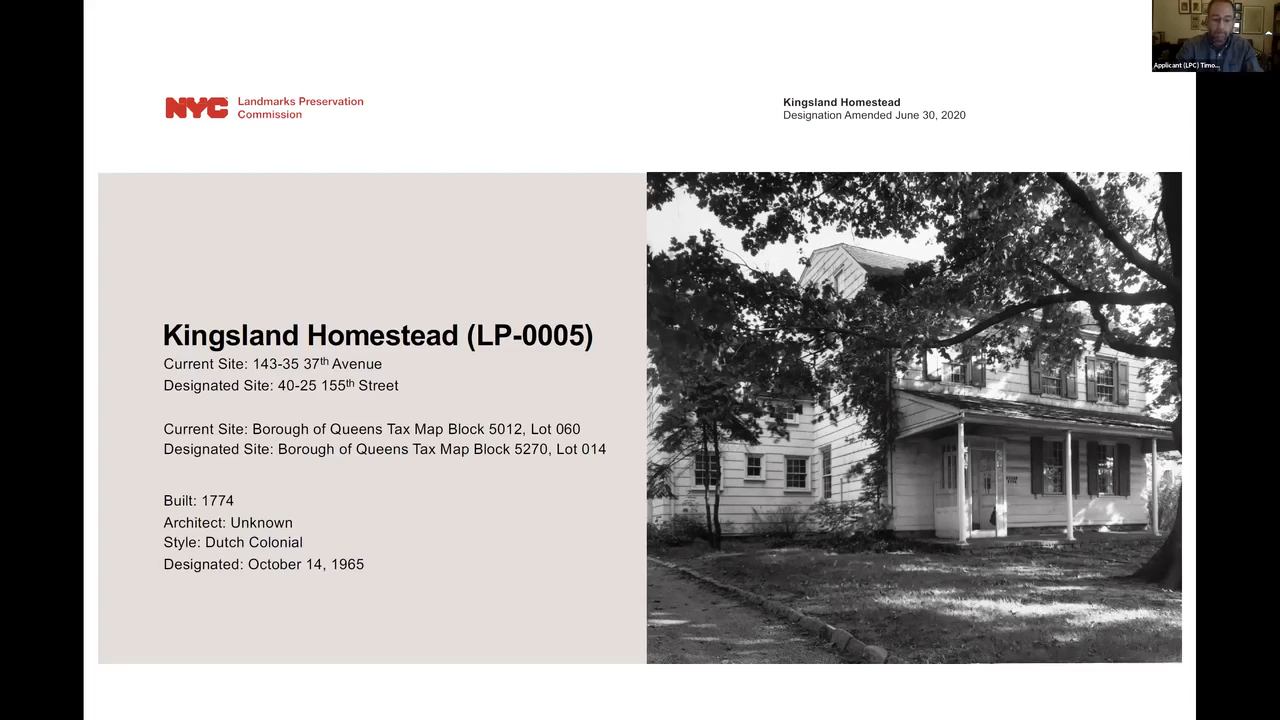 Applicant (LPC) Timo...
NYC Landmarks Preservation
Commission
Kingsland Homestead
Designation Amended June 30, 2020
Kingsland Homestead (LP-0005)
Current Site: 143-35 37th Avenue
Designated Site: 40-25 155th Street
Current Site: Borough of Queens Tax Map Block 5012, Lot 060
Designated Site: Borough of Queens Tax Map Block 5270, Lot 014
Built: 1774
Architect: Unknown
Style: Dutch Colonial
Designated: October 14, 1965